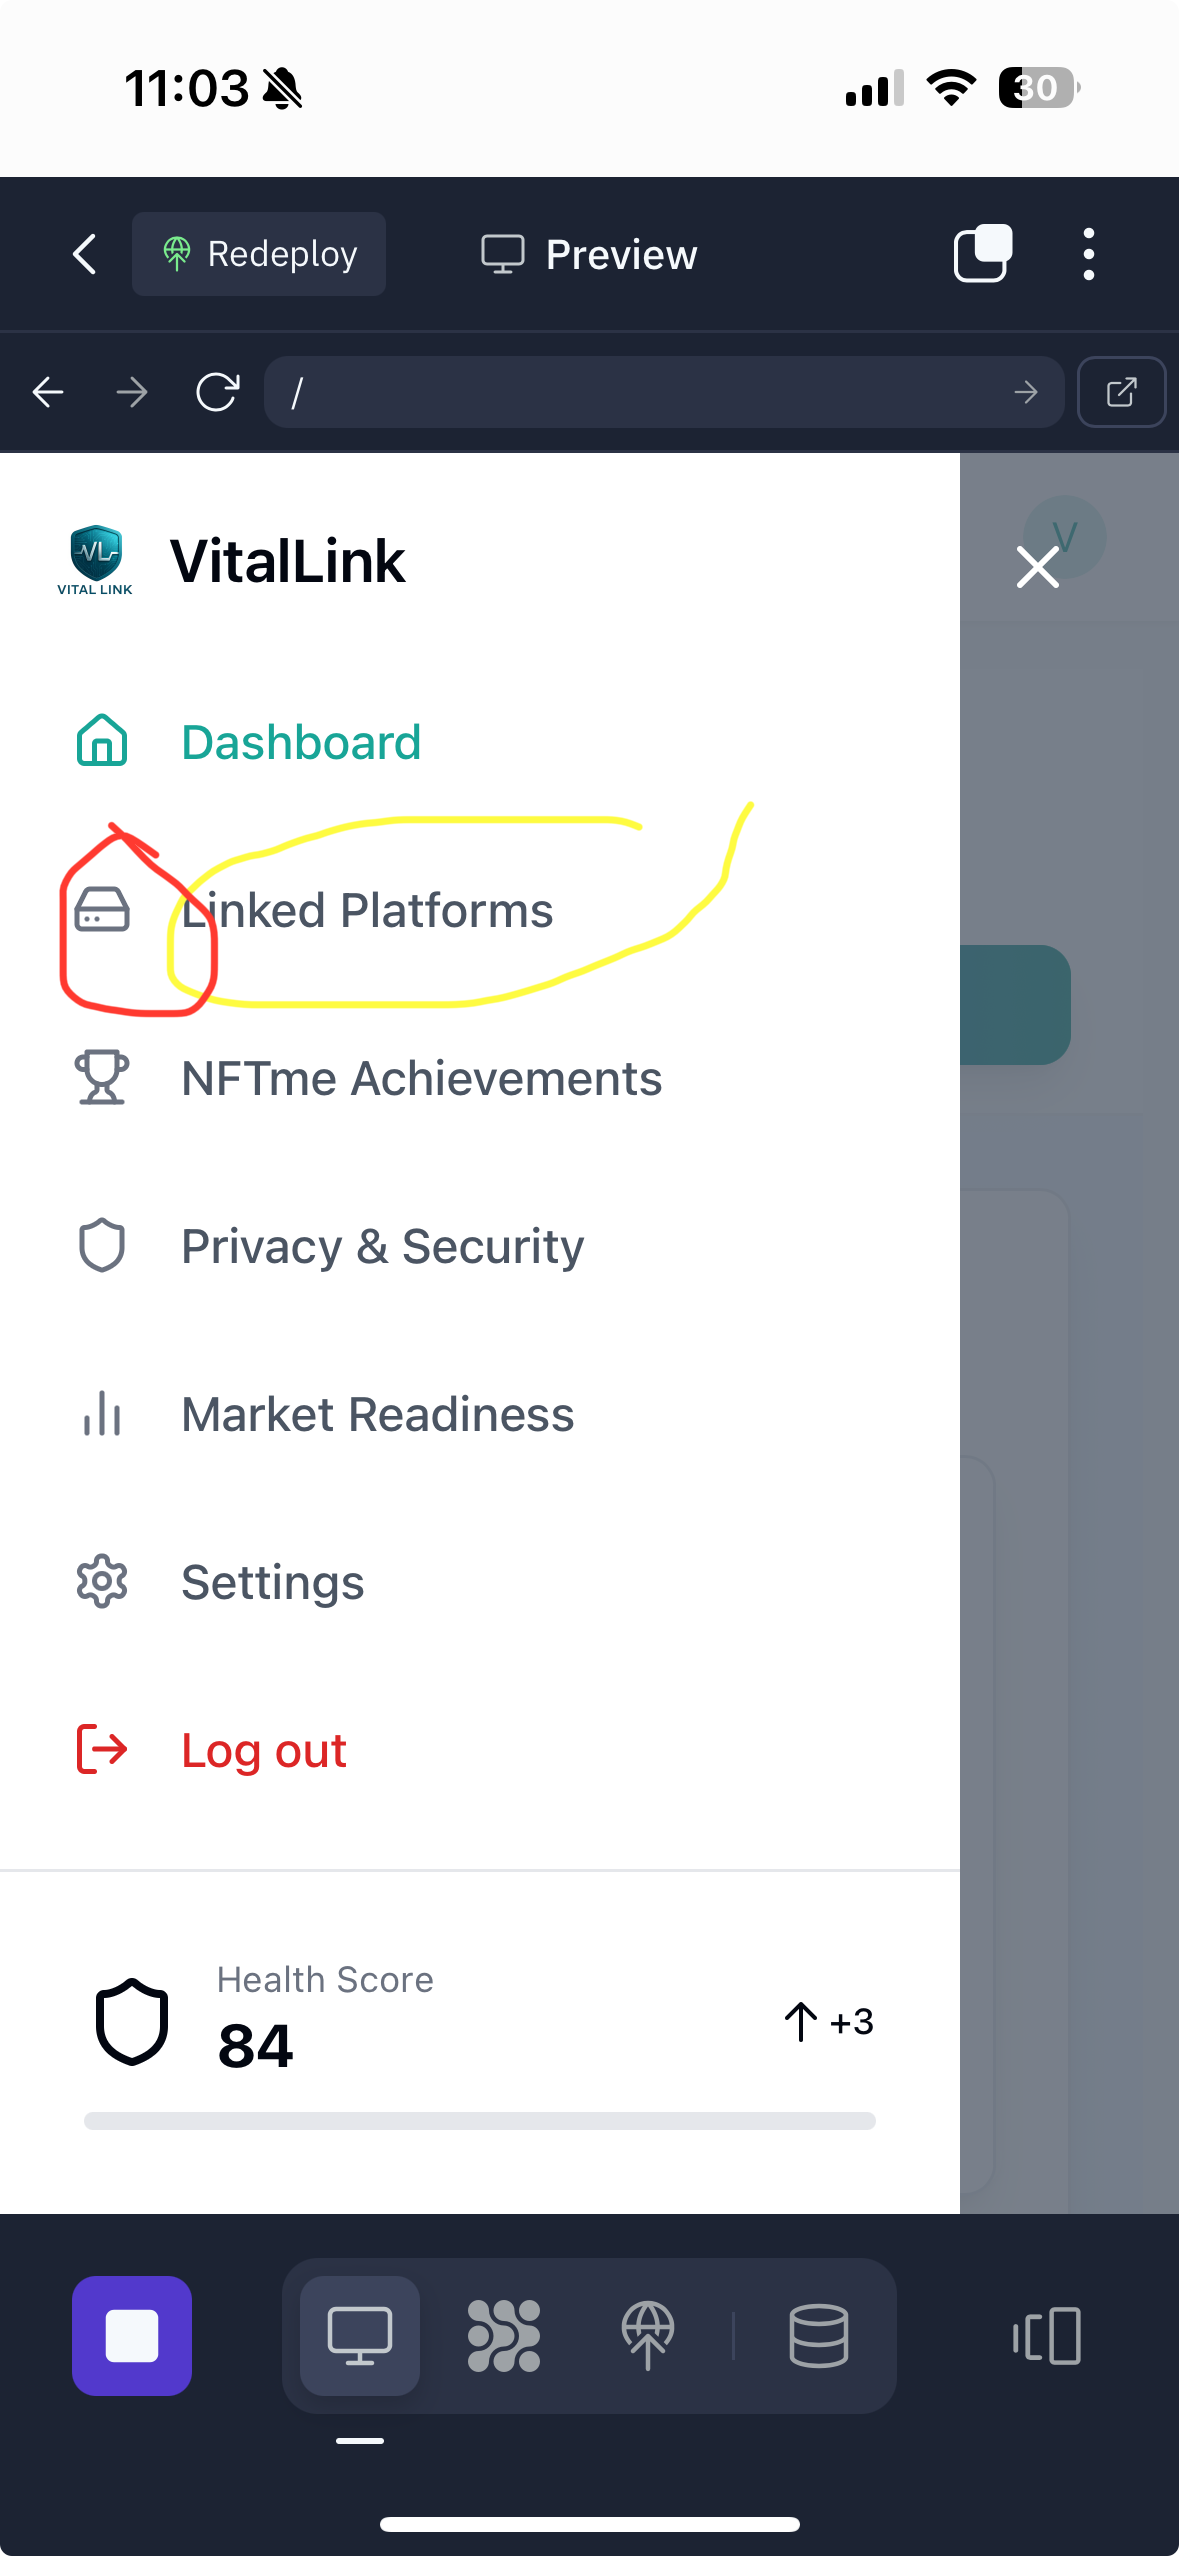 11:03
30
Redeploy
Preview
/
VL
VITAL LINK
VitalLink
V
Dashboard
Linked Platforms
NFTme Achievements
Privacy & Security
Market Readiness
Settings
Log out
Health Score
84
+3